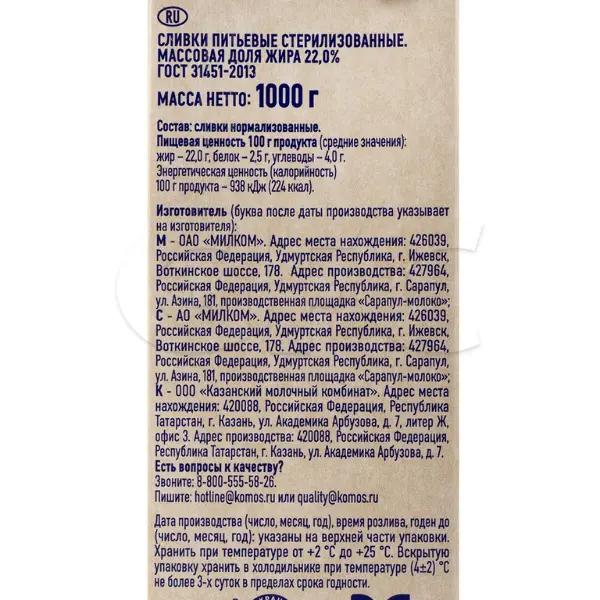 RU
СЛИВКИ ПИТЬЕВЫЕ СТЕРИЛИЗОВАННЫЕ.
МАССОВАЯ ДОЛЯ ЖИРА 22,0%
ГОСТ 31451-2013
МАССА НЕТТО: 1000 г
Состав: сливки нормализованные.
Пищевая ценность 100 г продукта (средние значения):
жир – 22,0 г, белок – 2,5 г, углеводы – 4,0 г.
Энергетическая ценность (калорийность)
100 г продукта – 938 кДж (224 ккал).
Изготовитель (буква после даты производства указывает
на изготовителя):
М - ОАО «МИЛКОМ». Адрес места нахождения: 426039,
Российская Федерация, Удмуртская Республика, г. Ижевск,
Воткинское шоссе, 178. Адрес производства: 427964,
Российская Федерация, Удмуртская Республика, г. Сарапул,
ул. Азина, 181, производственная площадка «Сарапул-молоко»;
С - АО «МИЛКОМ». Адрес места нахождения: 426039,
Российская Федерация, Удмуртская Республика, г. Ижевск,
Воткинское шоссе, 178. Адрес производства: 427964,
Российская Федерация, Удмуртская Республика, г. Сарапул,
ул. Азина, 181, производственная площадка «Сарапул-молоко»;
К - ООО «Казанский молочный комбинат». Адрес места
нахождения: 420088, Российская Федерация, Республика
Татарстан, г. Казань, ул. Академика Арбузова, д. 7, литер Ж,
офис 3. Адрес производства: 420088, Российская Федерация,
Республика Татарстан, г. Казань, ул. Академика Арбузова, д. 7.
Есть вопросы к качеству?
Звоните: 8-800-555-58-26.
Пишите: hotline@komos.ru или quality@komos.ru
Дата производства (число, месяц, год), время розлива, годен до
(число, месяц, год): указаны на верхней части упаковки.
Хранить при температуре от +2 °С до +25 °С. Вскрытую
упаковку хранить в холодильнике при температуре (4±2) °С
не более 3-х суток в пределах срока годности.